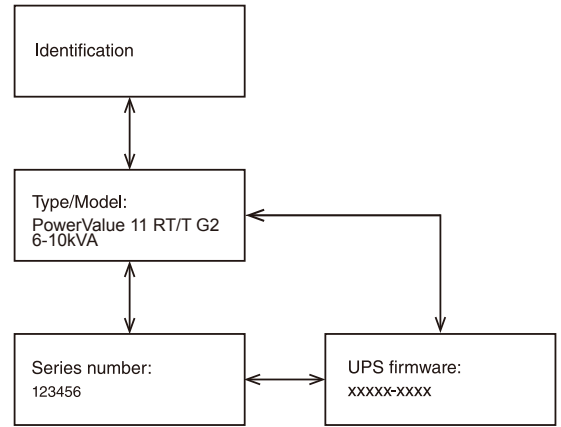 Identification
Type/Model:
PowerValue 11 RT/T G2
6-10kVA
Series number:
123456
UPS firmware:
xxxxx-xxxx